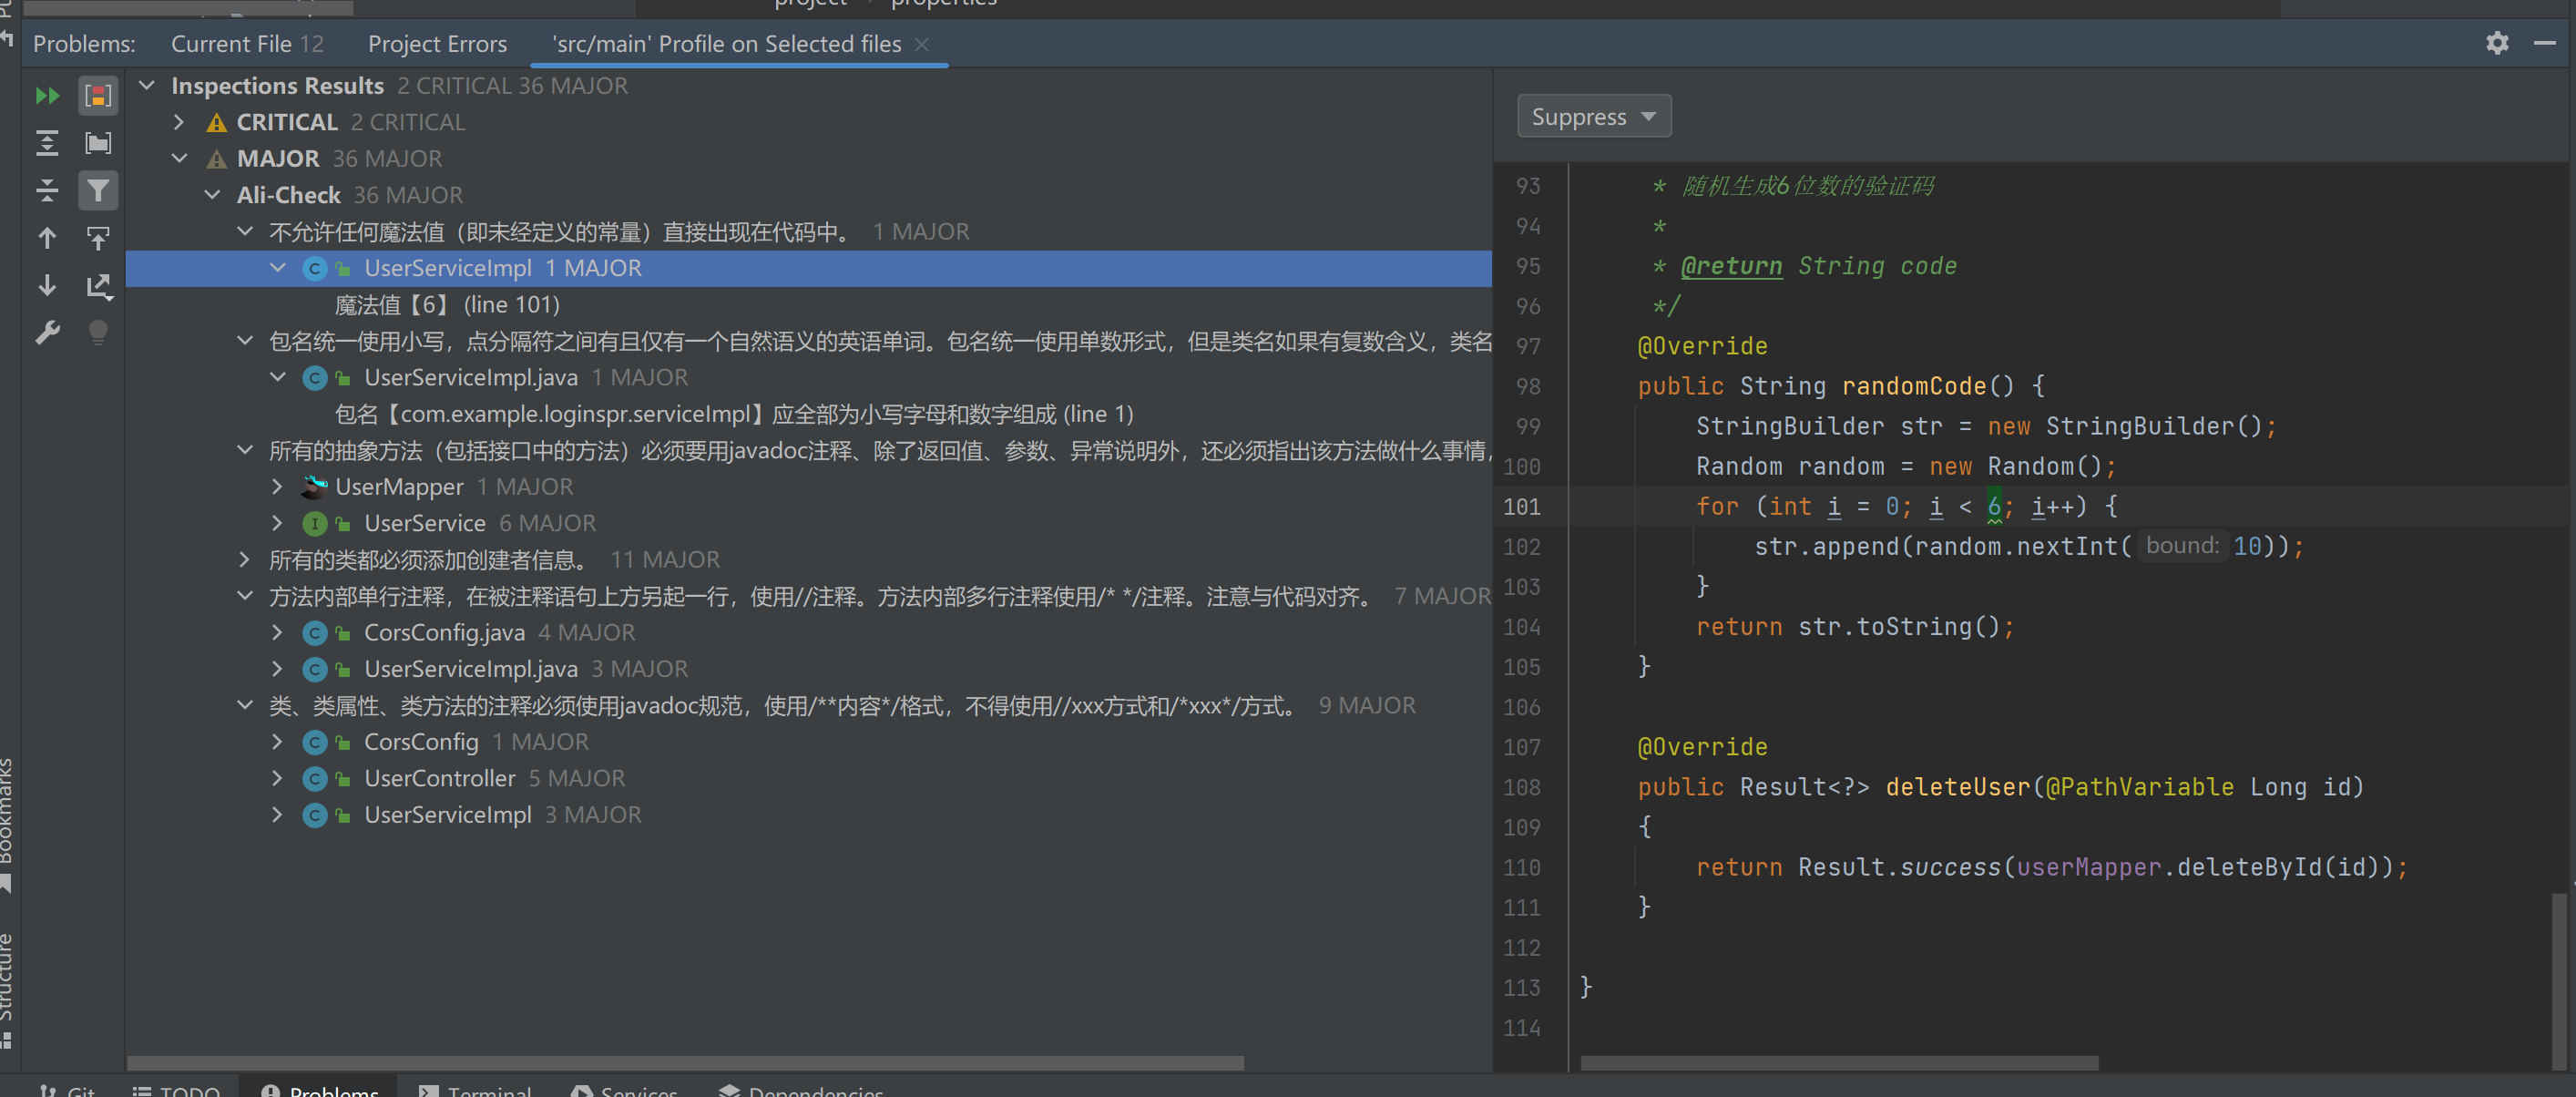 project > properties
Problems: Current File 12 Project Errors 'src/main' Profile on Selected files
Inspections Results 2 CRITICAL 36 MAJOR
CRITICAL 2 CRITICAL
MAJOR 36 MAJOR
Ali-Check 36 MAJOR
不允许任何魔法值（即未经定义的常量）直接出现在代码中。 1 MAJOR
UserServiceImpl 1 MAJOR
魔法值【6】 (line 101)
包名统一使用小写，点分隔符之间有且仅有一个自然语义的英语单词。包名统一使用单数形式，但是类名如果有复数含义，类名
UserServiceImpl.java 1 MAJOR
包名【com.example.loginspr.serviceImpl】应全部为小写字母和数字组成 (line 1)
所有的抽象方法（包括接口中的方法）必须要用javadoc注释、除了返回值、参数、异常说明外，还必须指出该方法做什么事情，
UserMapper 1 MAJOR
UserService 6 MAJOR
所有的类都必须添加创建者信息。 11 MAJOR
方法内部单行注释，在被注释语句上方另起一行，使用//注释。方法内部多行注释使用/* */注释。注意与代码对齐。 7 MAJOR
CorsConfig.java 4 MAJOR
UserServiceImpl.java 3 MAJOR
类、类属性、类方法的注释必须使用javadoc规范，使用/**内容*/格式，不得使用//xxx方式和/*xxx*/方式。 9 MAJOR
CorsConfig 1 MAJOR
UserController 5 MAJOR
UserServiceImpl 3 MAJOR
Suppress
93 * 随机生成6位数的验证码
94 *
95 * @return String code
96 */
97 @Override
98 public String randomCode() {
99 StringBuilder str = new StringBuilder();
100 Random random = new Random();
101 for (int i = 0; i < 6; i++) {
102 str.append(random.nextInt( bound: 10));
103 }
104 return str.toString();
105 }
106
107 @Override
108 public Result<?> deleteUser(@PathVariable Long id)
109 {
110 return Result.success(userMapper.deleteById(id));
111 }
112
113 }
114
Bookmarks
Structure
Git TODO Problems Terminal Services Dependencies